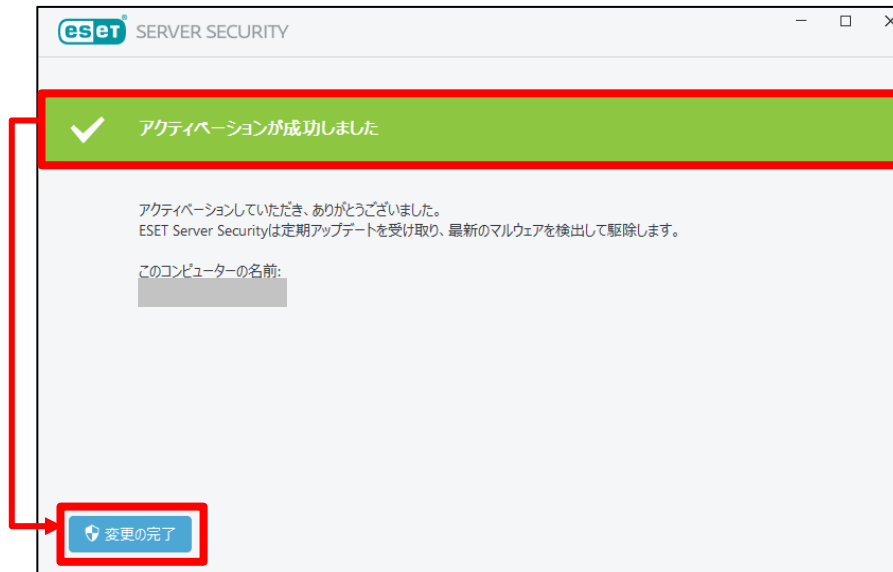 eset SERVER SECURITY
アクティベーションが成功しました
アクティベーションしていただき、ありがとうございました。
ESET Server Securityは定期アップデートを受け取り、最新のマルウェアを検出して駆除します。
このコンピューターの名前:
変更の完了